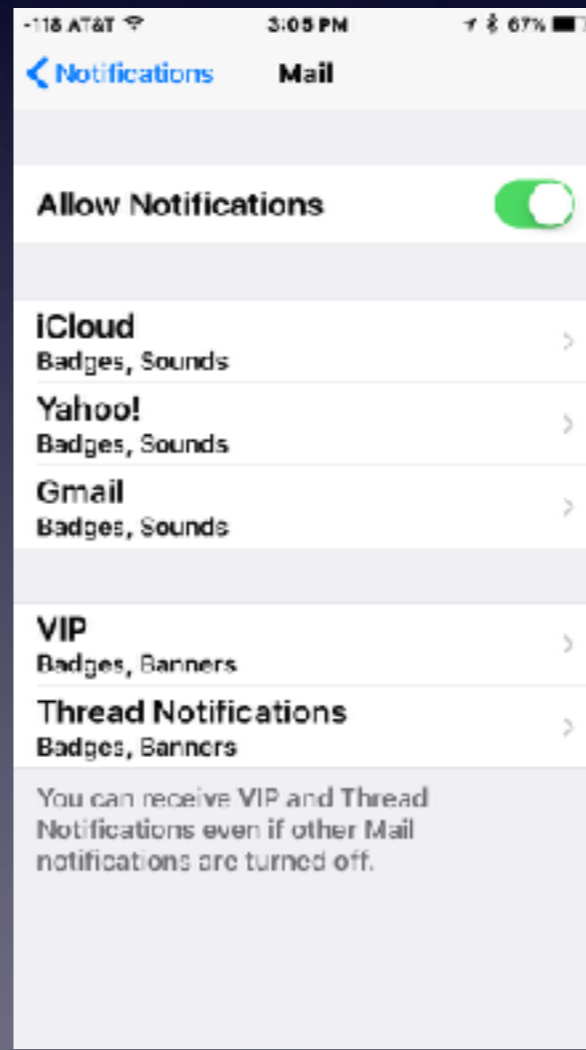 -118 AT&T 3:05 PM 67%
Notifications Mail
Allow Notifications
iCloud
Badges, Sounds
Yahoo!
Badges, Sounds
Gmail
Badges, Sounds
VIP
Badges, Banners
Thread Notifications
Badges, Banners
You can receive VIP and Thread
Notifications even if other Mail
notifications are turned off.